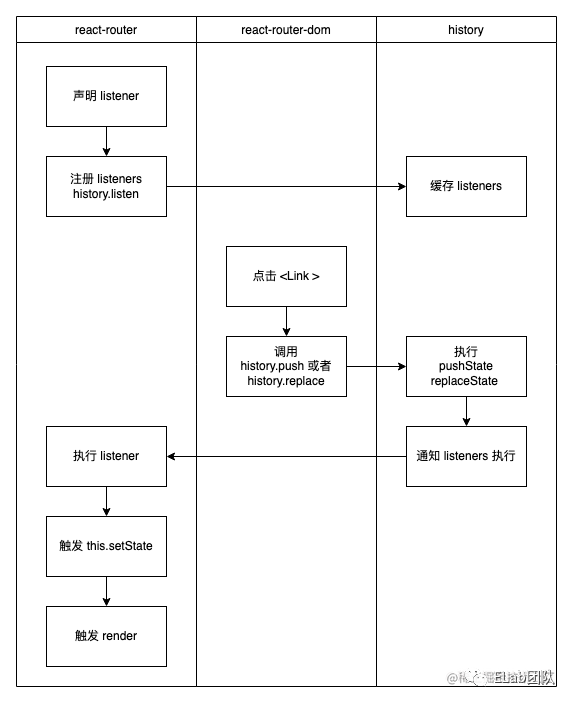 react-router
react-router-dom
history
声明 listener
注册 listeners
history.listen
缓存 listeners
点击 <Link >
调用
history.push 或者
history.replace
执行
pushState
replaceState
执行 listener
通知 listeners 执行
触发 this.setState
触发 render
ELab团队